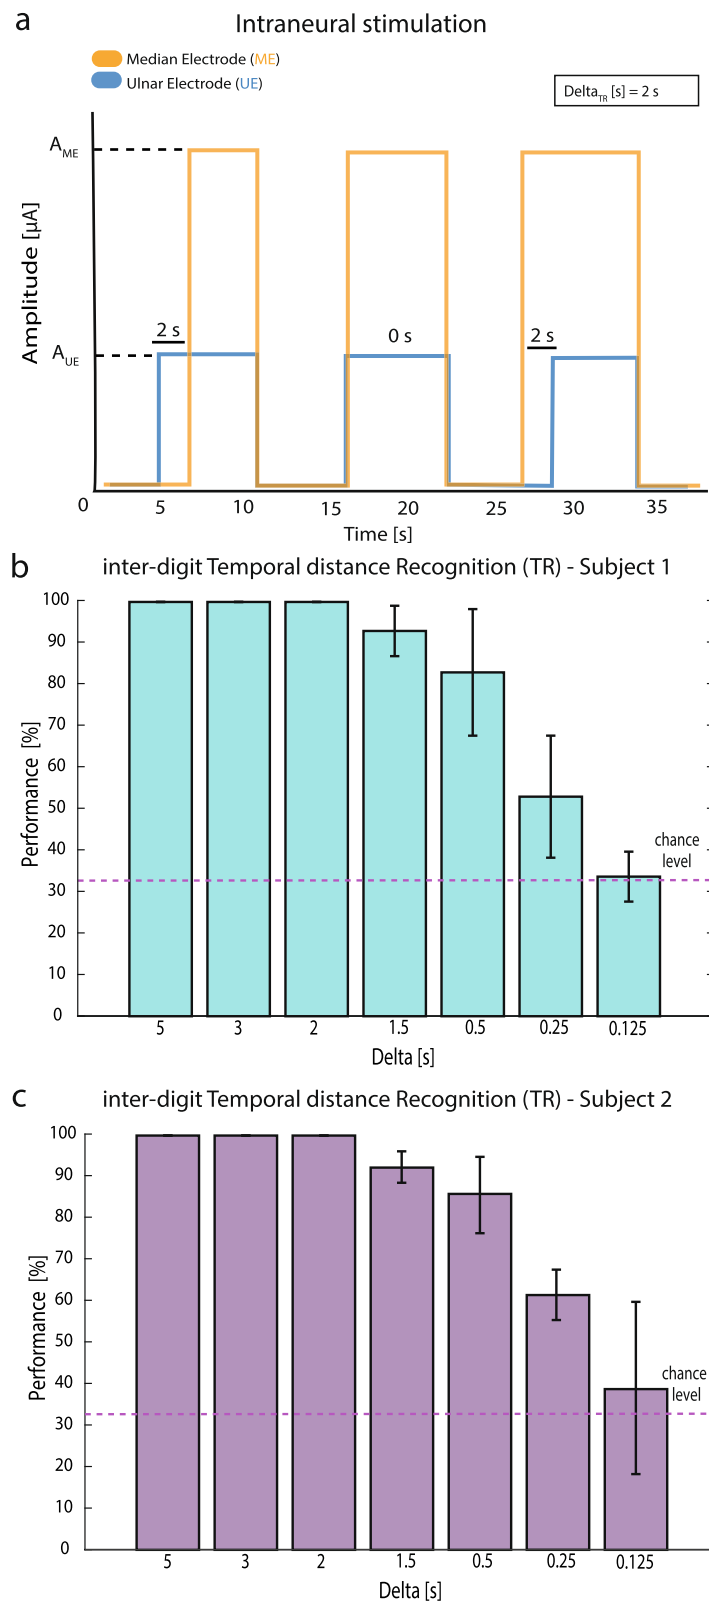 a
Intraneural stimulation
Median Electrode (ME)
Ulnar Electrode (UE)
DeltaTR [s] = 2 s
AME
AUE
Amplitude [µA]
2 s
0 s
2 s
0 5 10 15 20 25 30 35
Time [s]
b
inter-digit Temporal distance Recognition (TR) - Subject 1
100
90
80
70
60
50
40
30
20
10
0
Performance [%]
chance
level
5 3 2 1.5 0.5 0.25 0.125
Delta [s]
c
inter-digit Temporal distance Recognition (TR) - Subject 2
100
90
80
70
60
50
40
30
20
10
0
Performance [%]
chance
level
5 3 2 1.5 0.5 0.25 0.125
Delta [s]